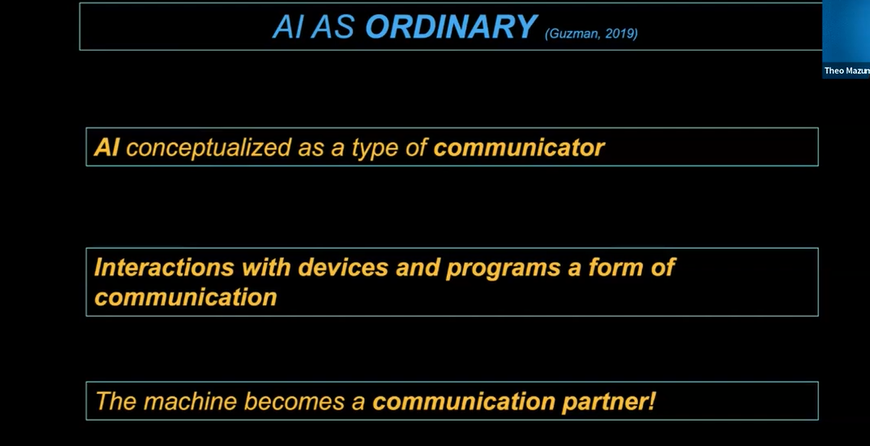 AI AS ORDINARY (Guzman, 2019)
Theo Mazun
AI conceptualized as a type of communicator
Interactions with devices and programs a form of
communication
The machine becomes a communication partner!